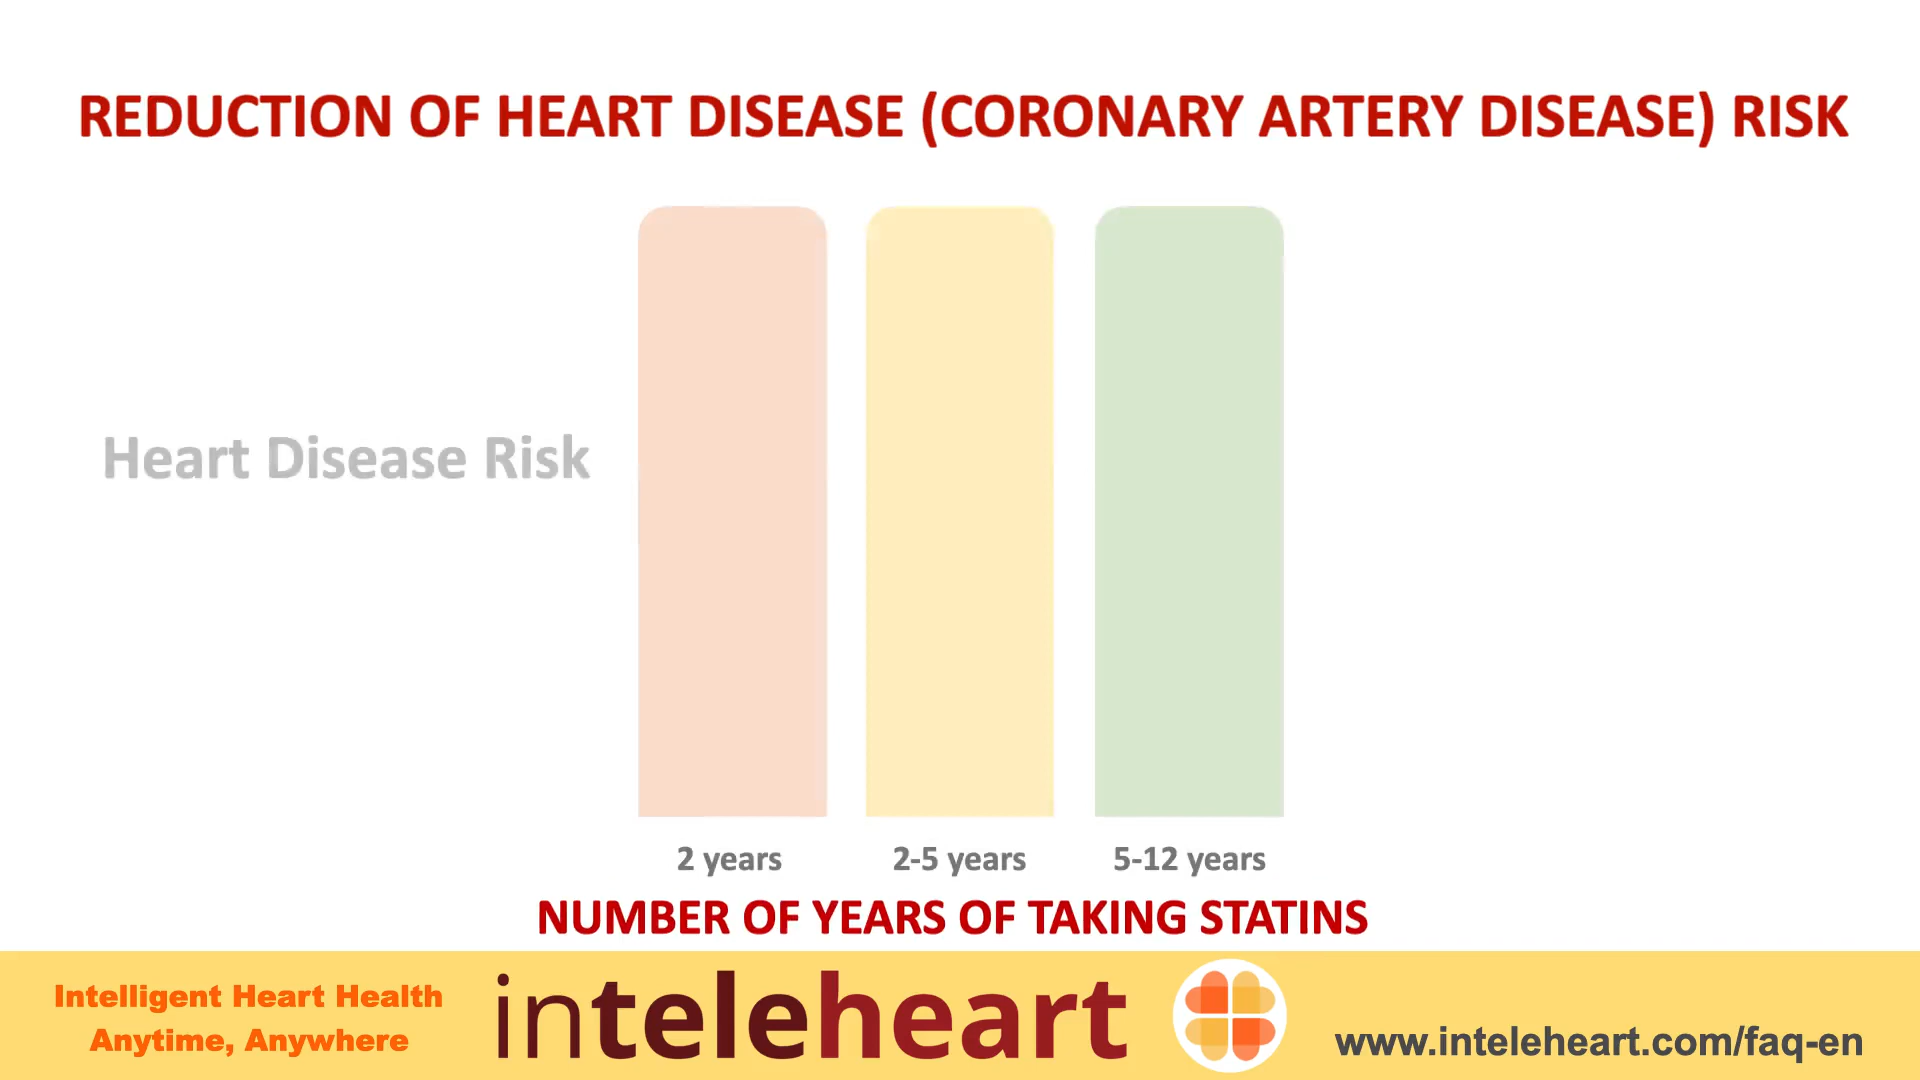 REDUCTION OF HEART DISEASE (CORONARY ARTERY DISEASE) RISK
Heart Disease Risk
2 years 2-5 years 5-12 years
NUMBER OF YEARS OF TAKING STATINS
Intelligent Heart Health
Anytime, Anywhere
inteleheart
www.inteleheart.com/faq-en